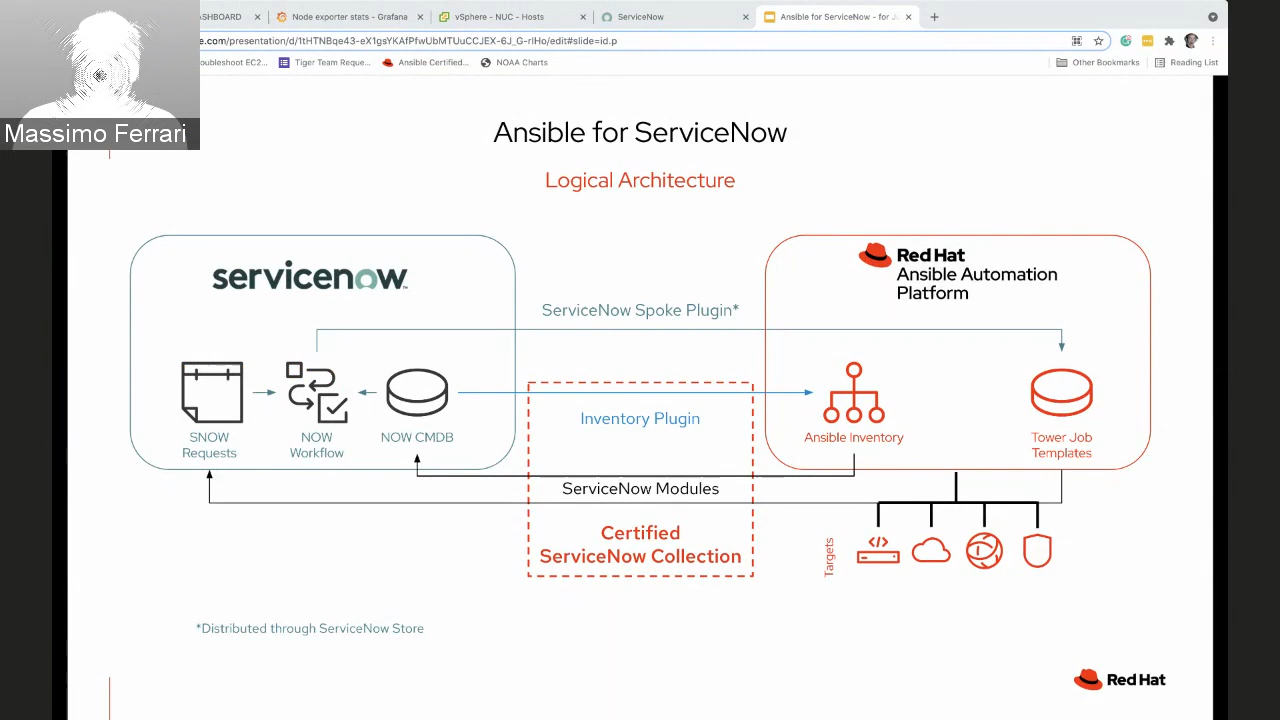 ASHBOARD
Node exporter stats - Grafana
vSphere - NUC - Hosts
ServiceNow
Ansible for ServiceNow - for J
e.com/presentation/d/1tHTNBqe43-eX1gsYKAfPfwUbMTUuCCJEX-6J_G-rIHo/edit#slide=id.p
oubleshoot EC2...
Tiger Team Reque...
Ansible Certified...
NOAA Charts
Other Bookmarks
Reading List
Massimo Ferrari
Ansible for ServiceNow
Logical Architecture
servicenow™
Red Hat
Ansible Automation
Platform
ServiceNow Spoke Plugin*
Inventory Plugin
SNOW
Requests
NOW
Workflow
NOW CMDB
Ansible Inventory
Tower Job
Templates
ServiceNow Modules
Certified
ServiceNow Collection
Targets
</>
*Distributed through ServiceNow Store
Red Hat